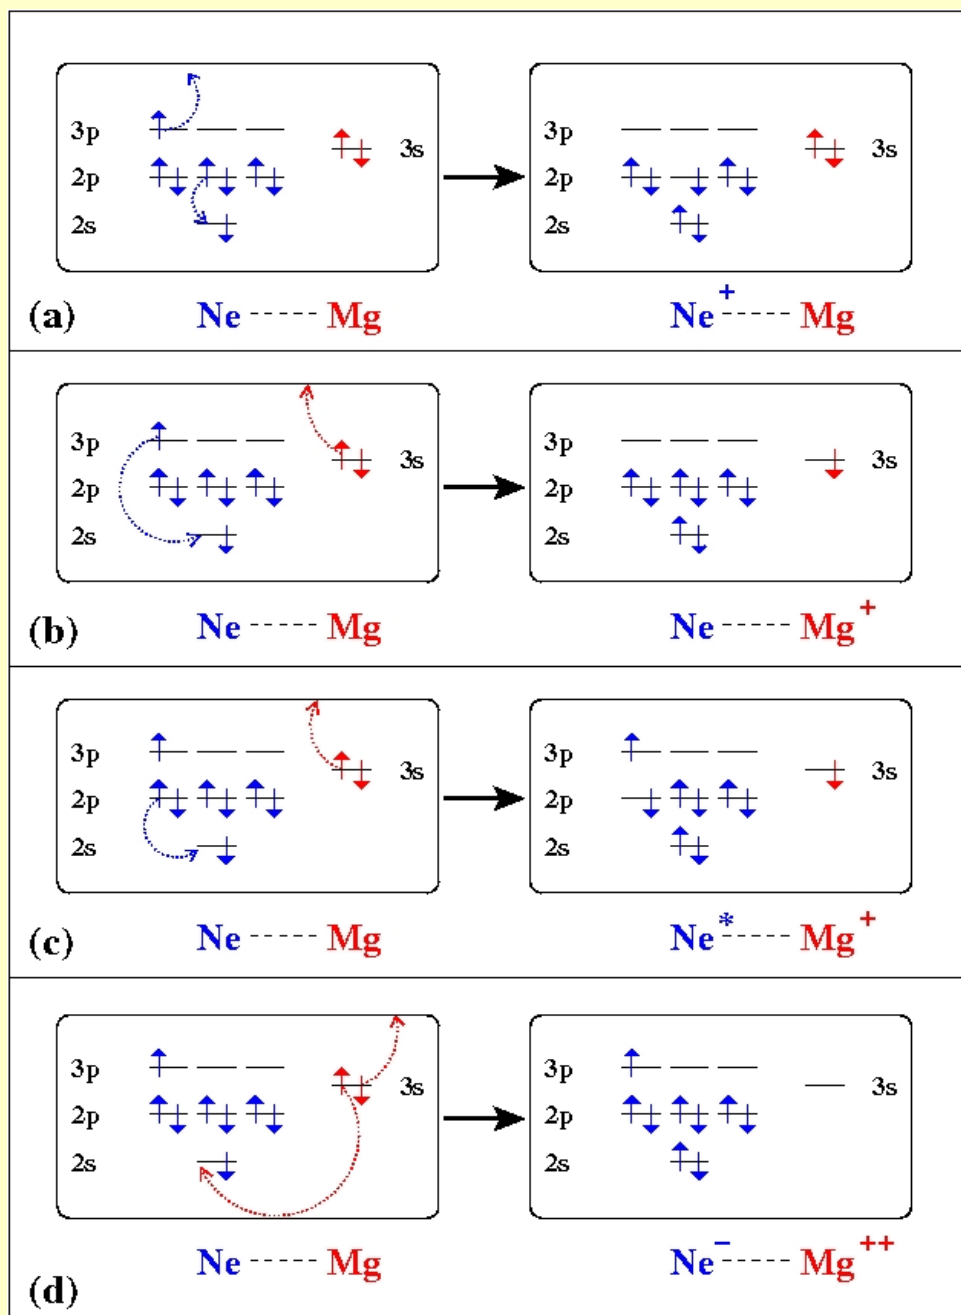 3p 3s 3p 3s
2p 2p
2s 2s
(a) Ne ----- Mg Ne+ ----- Mg
3p 3s 3p 3s
2p 2p
2s 2s
(b) Ne ----- Mg Ne ----- Mg+
3p 3s 3p 3s
2p 2p
2s 2s
(c) Ne ----- Mg Ne* ----- Mg+
3p 3s 3p 3s
2p 2p
2s 2s
(d) Ne ----- Mg Ne− ----- Mg++